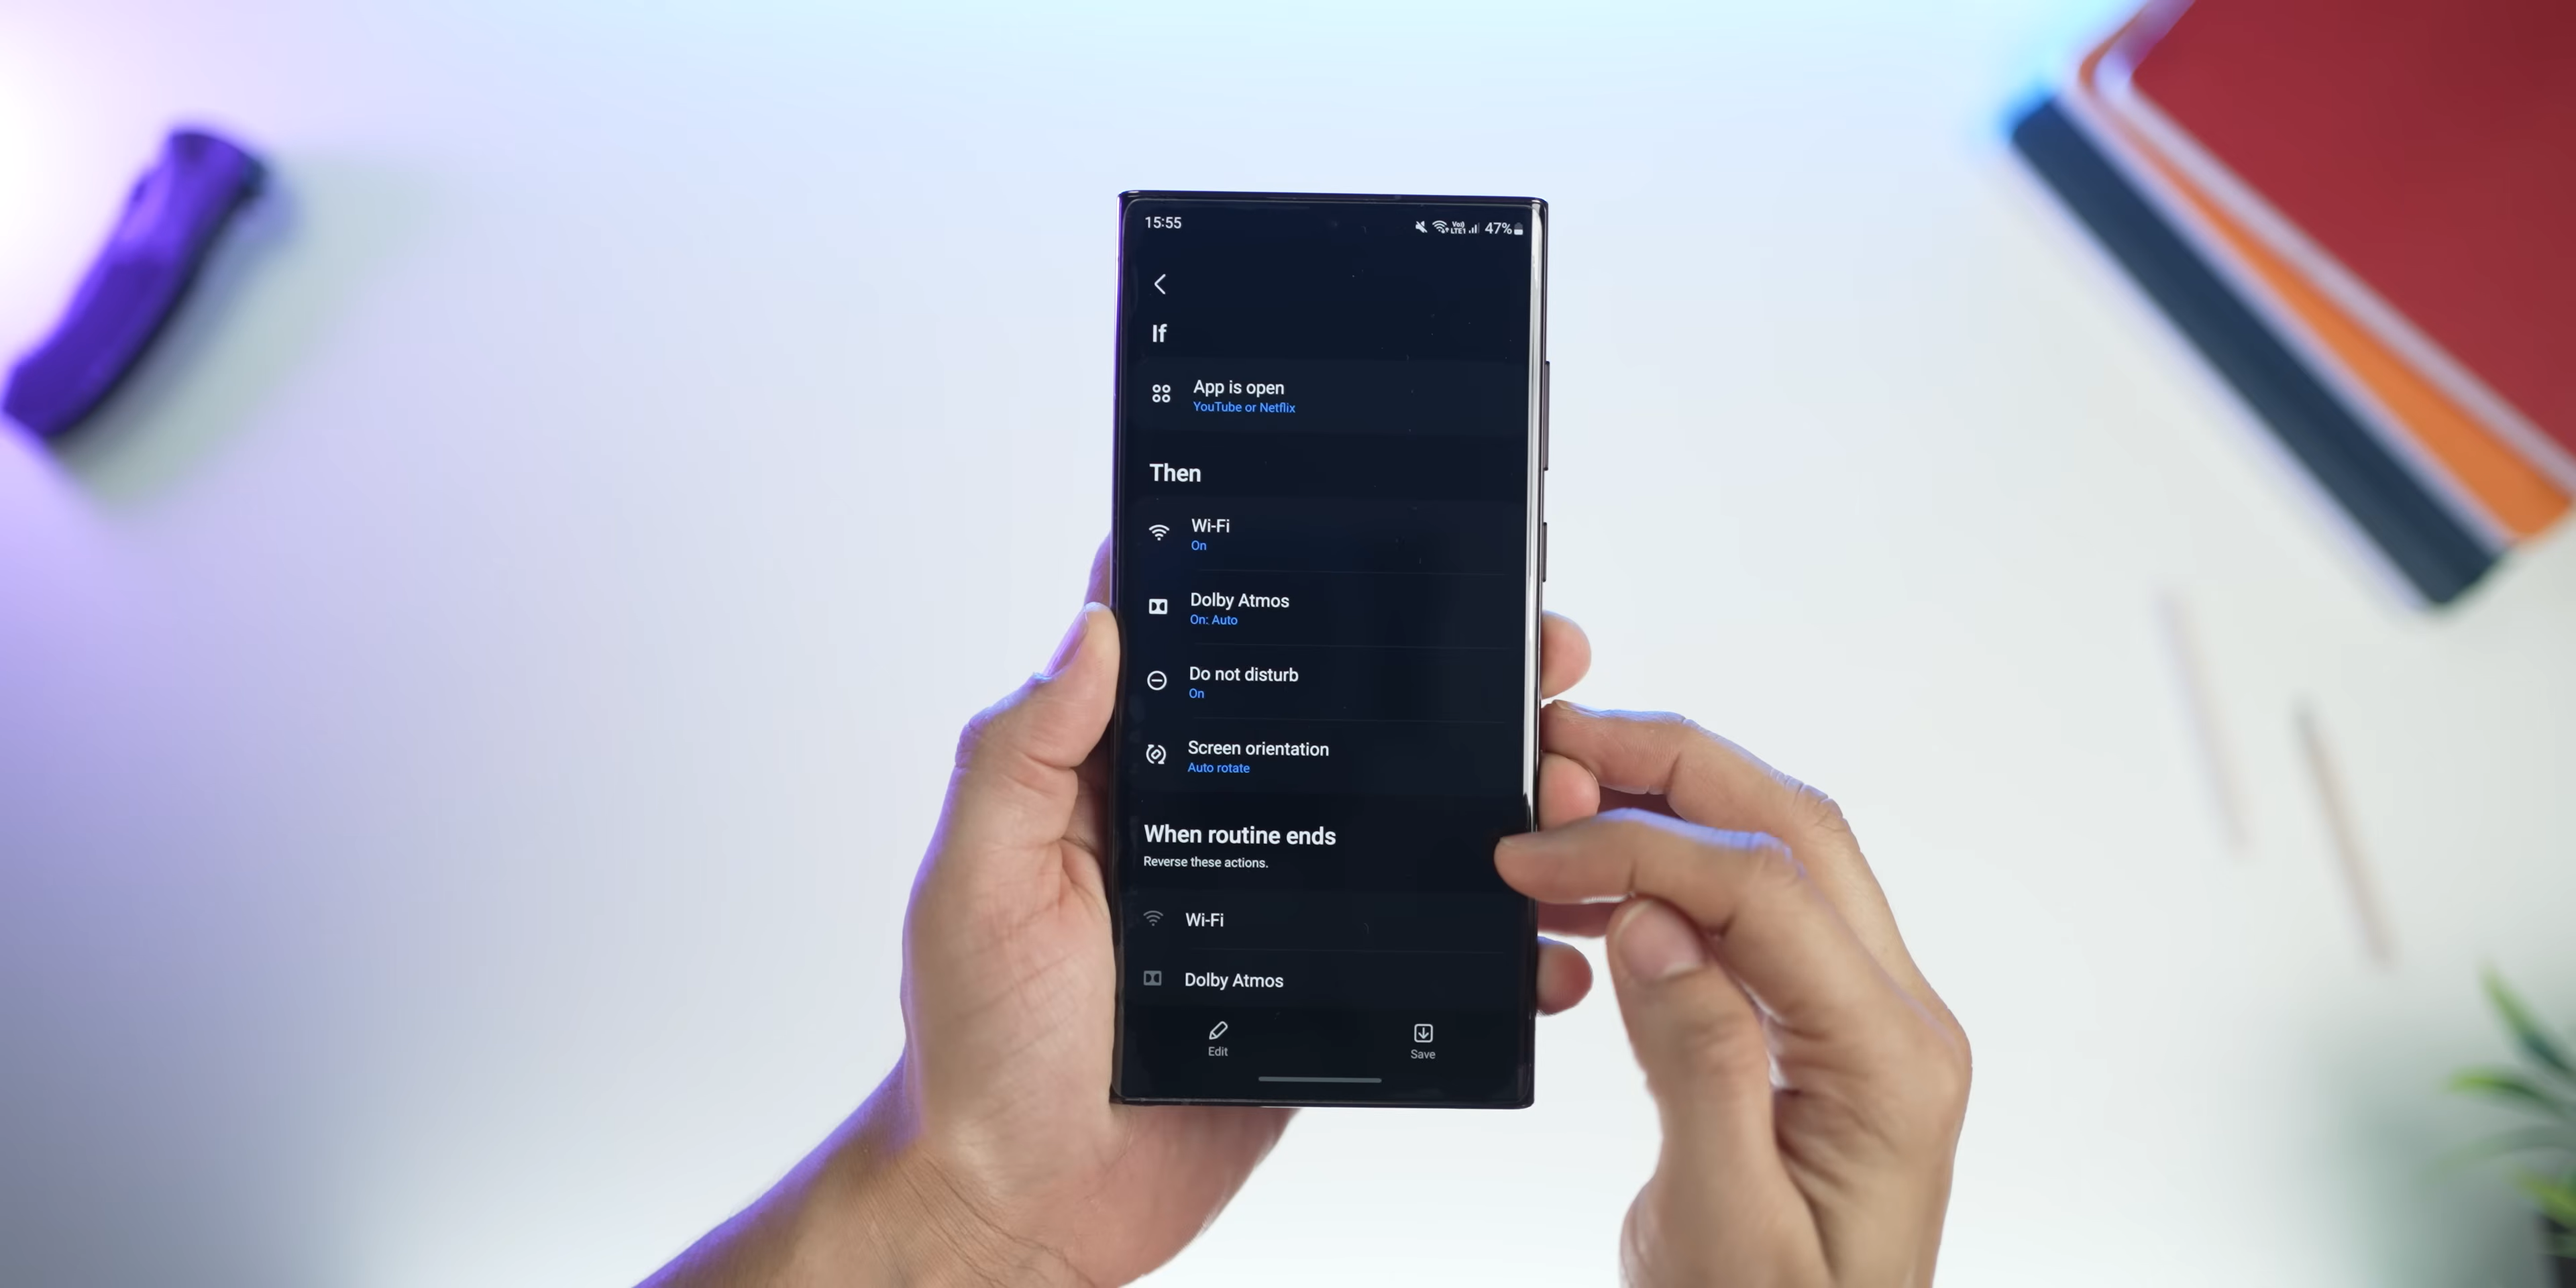 15:55
47%
If
App is open
YouTube or Netflix
Then
Wi-Fi
On
Dolby Atmos
On: Auto
Do not disturb
On
Screen orientation
Auto rotate
When routine ends
Reverse these actions.
Wi-Fi
Dolby Atmos
Edit
Save